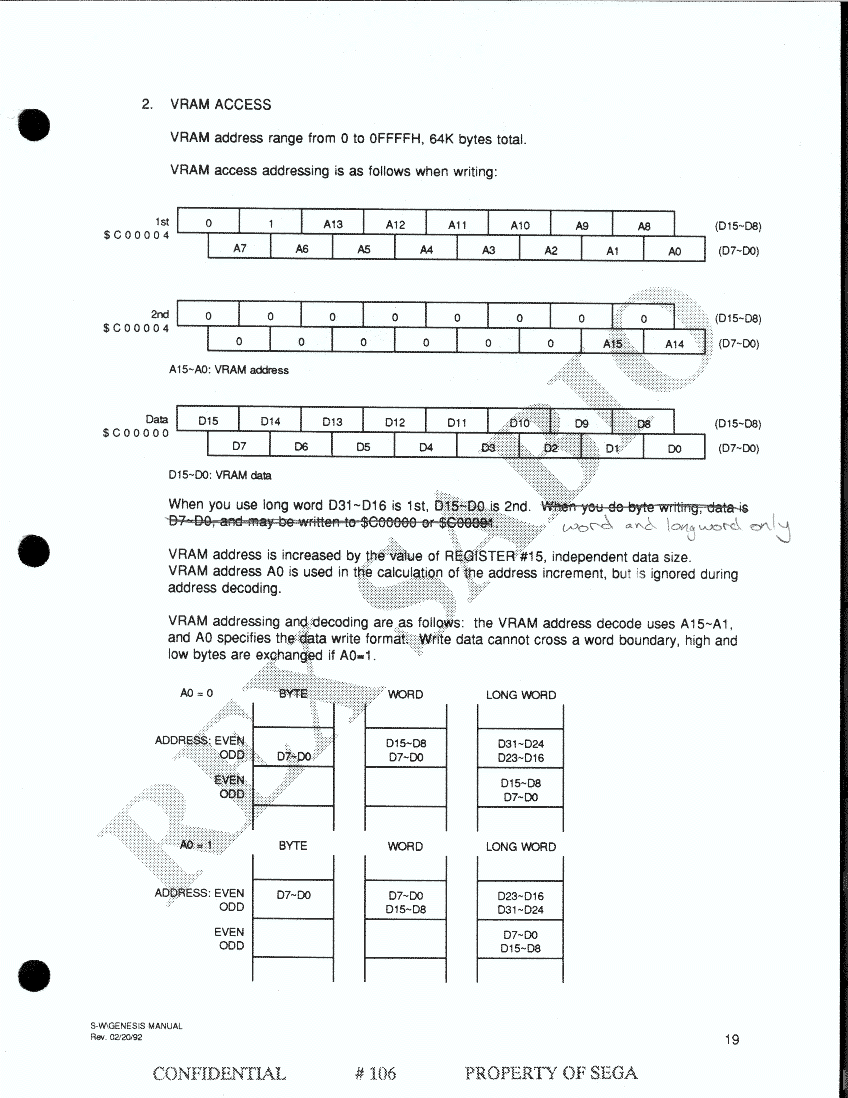 2. VRAM ACCESS
VRAM address range from 0 to 0FFFFH, 64K bytes total.
VRAM access addressing is as follows when writing:
1st 0 1 A13 A12 A11 A10 A9 A8 (D15~D8)
$C00004 A7 A6 A5 A4 A3 A2 A1 A0 (D7~D0)
2nd 0 0 0 0 0 0 0 0 (D15~D8)
$C00004 0 0 0 0 0 0 A15 A14 (D7~D0)
A15~A0: VRAM address
Data D15 D14 D13 D12 D11 D10 D9 D8 (D15~D8)
$C00000 D7 D6 D5 D4 D3 D2 D1 D0 (D7~D0)
D15~D0: VRAM data
When you use long word D31~D16 is 1st, D15~D0 is 2nd. When you do byte writing, data is
D7~D0, and may be written to $C00000 or $C00001. word and longword only
VRAM address is increased by the value of REGISTER #15, independent data size.
VRAM address A0 is used in the calculation of the address increment, but is ignored during
address decoding.
VRAM addressing and decoding are as follows: the VRAM address decode uses A15~A1,
and A0 specifies the data write format. Write data cannot cross a word boundary, high and
low bytes are exchanged if A0=1.
A0 = 0 BYTE WORD LONG WORD
ADDRESS: EVEN D15~D8 D31~D24
ODD D7~D0 D7~D0 D23~D16
EVEN D15~D8
ODD D7~D0
A0 = 1 BYTE WORD LONG WORD
ADDRESS: EVEN D7~D0 D7~D0 D23~D16
ODD D15~D8 D31~D24
EVEN D7~D0
ODD D15~D8
REX SABIO
S-W\GENESIS MANUAL
Rev. 02/20/92
19
CONFIDENTIAL #106 PROPERTY OF SEGA